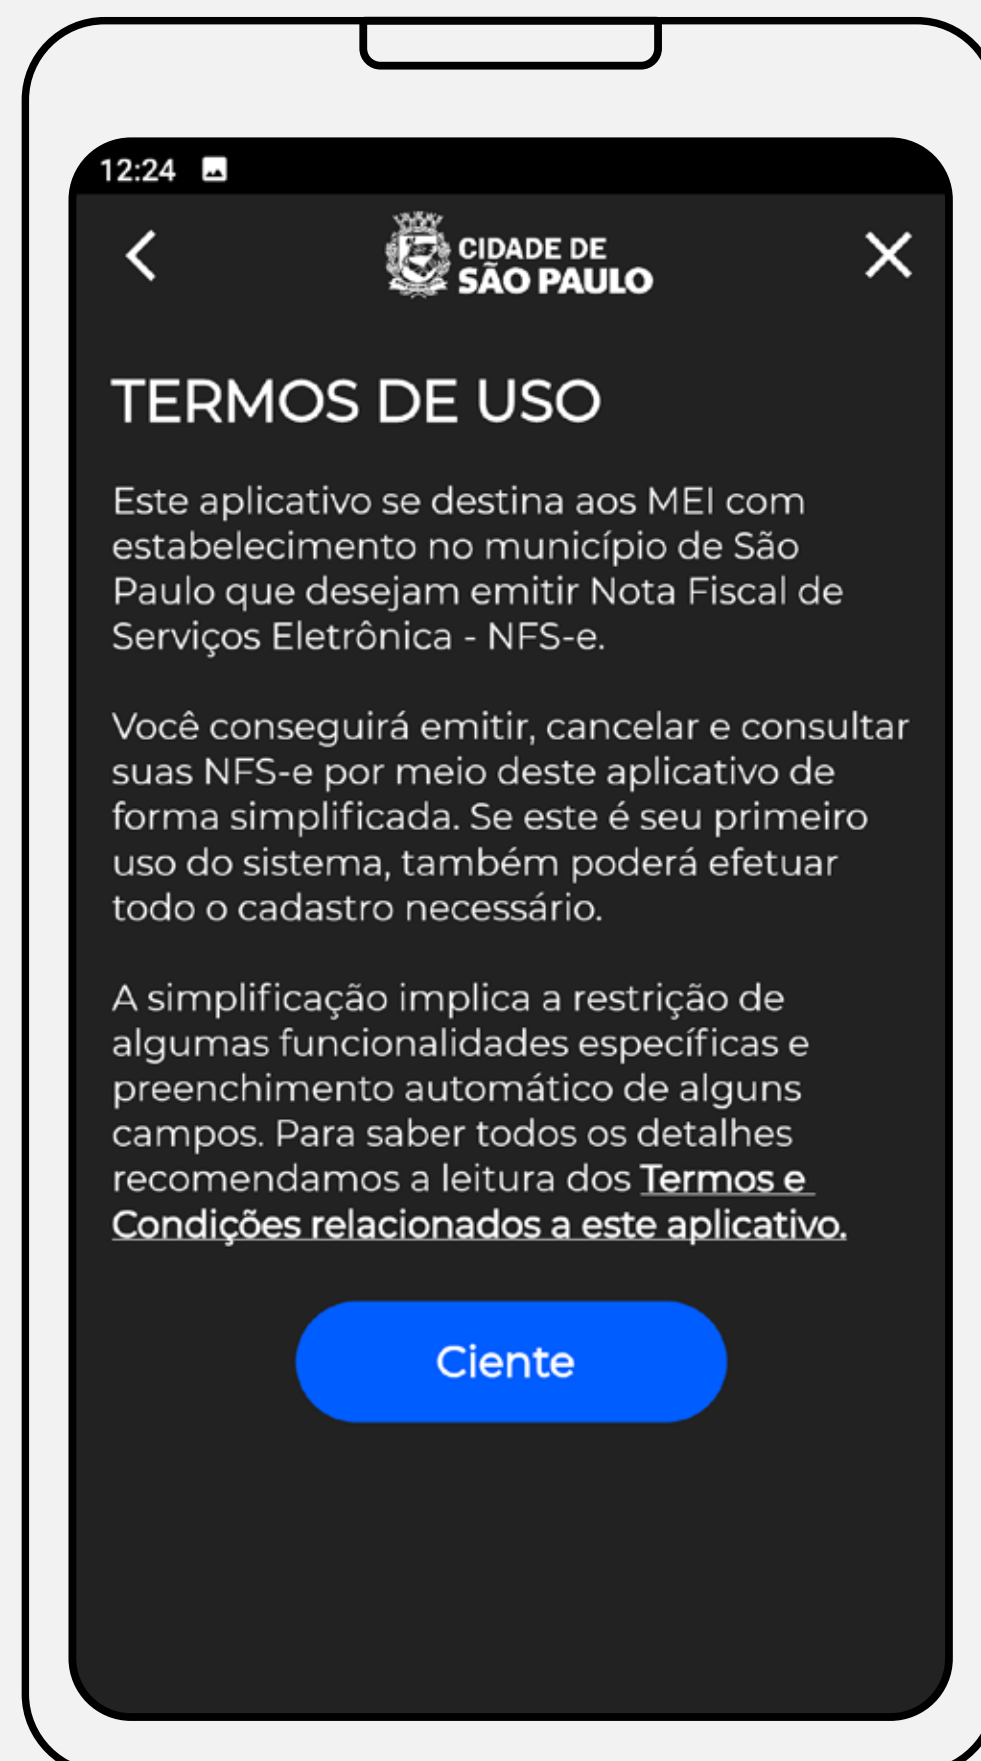 12:24
CIDADE DE
SÃO PAULO
TERMOS DE USO
Este aplicativo se destina aos MEI com
estabelecimento no município de São
Paulo que desejam emitir Nota Fiscal de
Serviços Eletrônica - NFS-e.
Você conseguirá emitir, cancelar e consultar
suas NFS-e por meio deste aplicativo de
forma simplificada. Se este é seu primeiro
uso do sistema, também poderá efetuar
todo o cadastro necessário.
A simplificação implica a restrição de
algumas funcionalidades específicas e
preenchimento automático de alguns
campos. Para saber todos os detalhes
recomendamos a leitura dos Termos e
Condições relacionados a este aplicativo.
Ciente